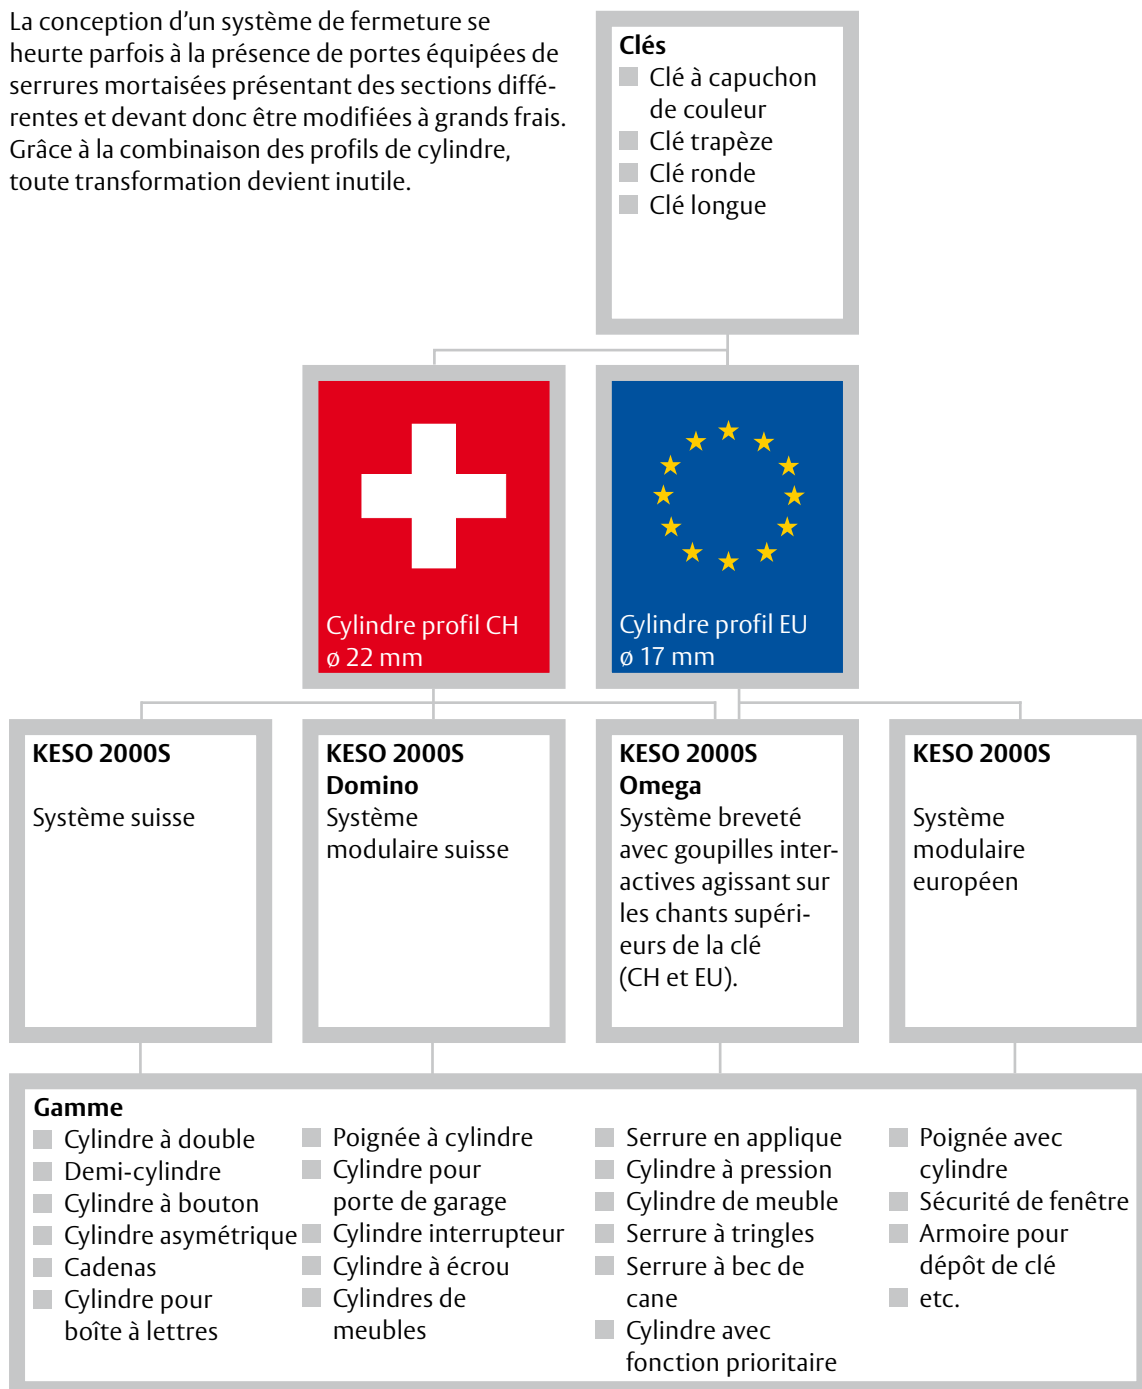 La conception d’un système de fermeture se
heurte parfois à la présence de portes équipées de
serrures mortaisées présentant des sections diffé-
rentes et devant donc être modifiées à grands frais.
Grâce à la combinaison des profils de cylindre,
toute transformation devient inutile.
Clés
Clé à capuchon
de couleur
Clé trapèze
Clé ronde
Clé longue
Cylindre profil CH
ø 22 mm
Cylindre profil EU
ø 17 mm
KESO 2000S
Système suisse
KESO 2000S
Domino
Système
modulaire suisse
KESO 2000S
Omega
Système breveté
avec goupilles inter-
actives agissant sur
les chants supéri-
eurs de la clé
(CH et EU).
KESO 2000S
Système
modulaire
européen
Gamme
Cylindre à double
Demi-cylindre
Cylindre à bouton
Cylindre asymétrique
Cadenas
Cylindre pour
boîte à lettres
Poignée à cylindre
Cylindre pour
porte de garage
Cylindre interrupteur
Cylindre à écrou
Cylindres de
meubles
Serrure en applique
Cylindre à pression
Cylindre de meuble
Serrure à tringles
Serrure à bec de
cane
Cylindre avec
fonction prioritaire
Poignée avec
cylindre
Sécurité de fenêtre
Armoire pour
dépôt de clé
etc.